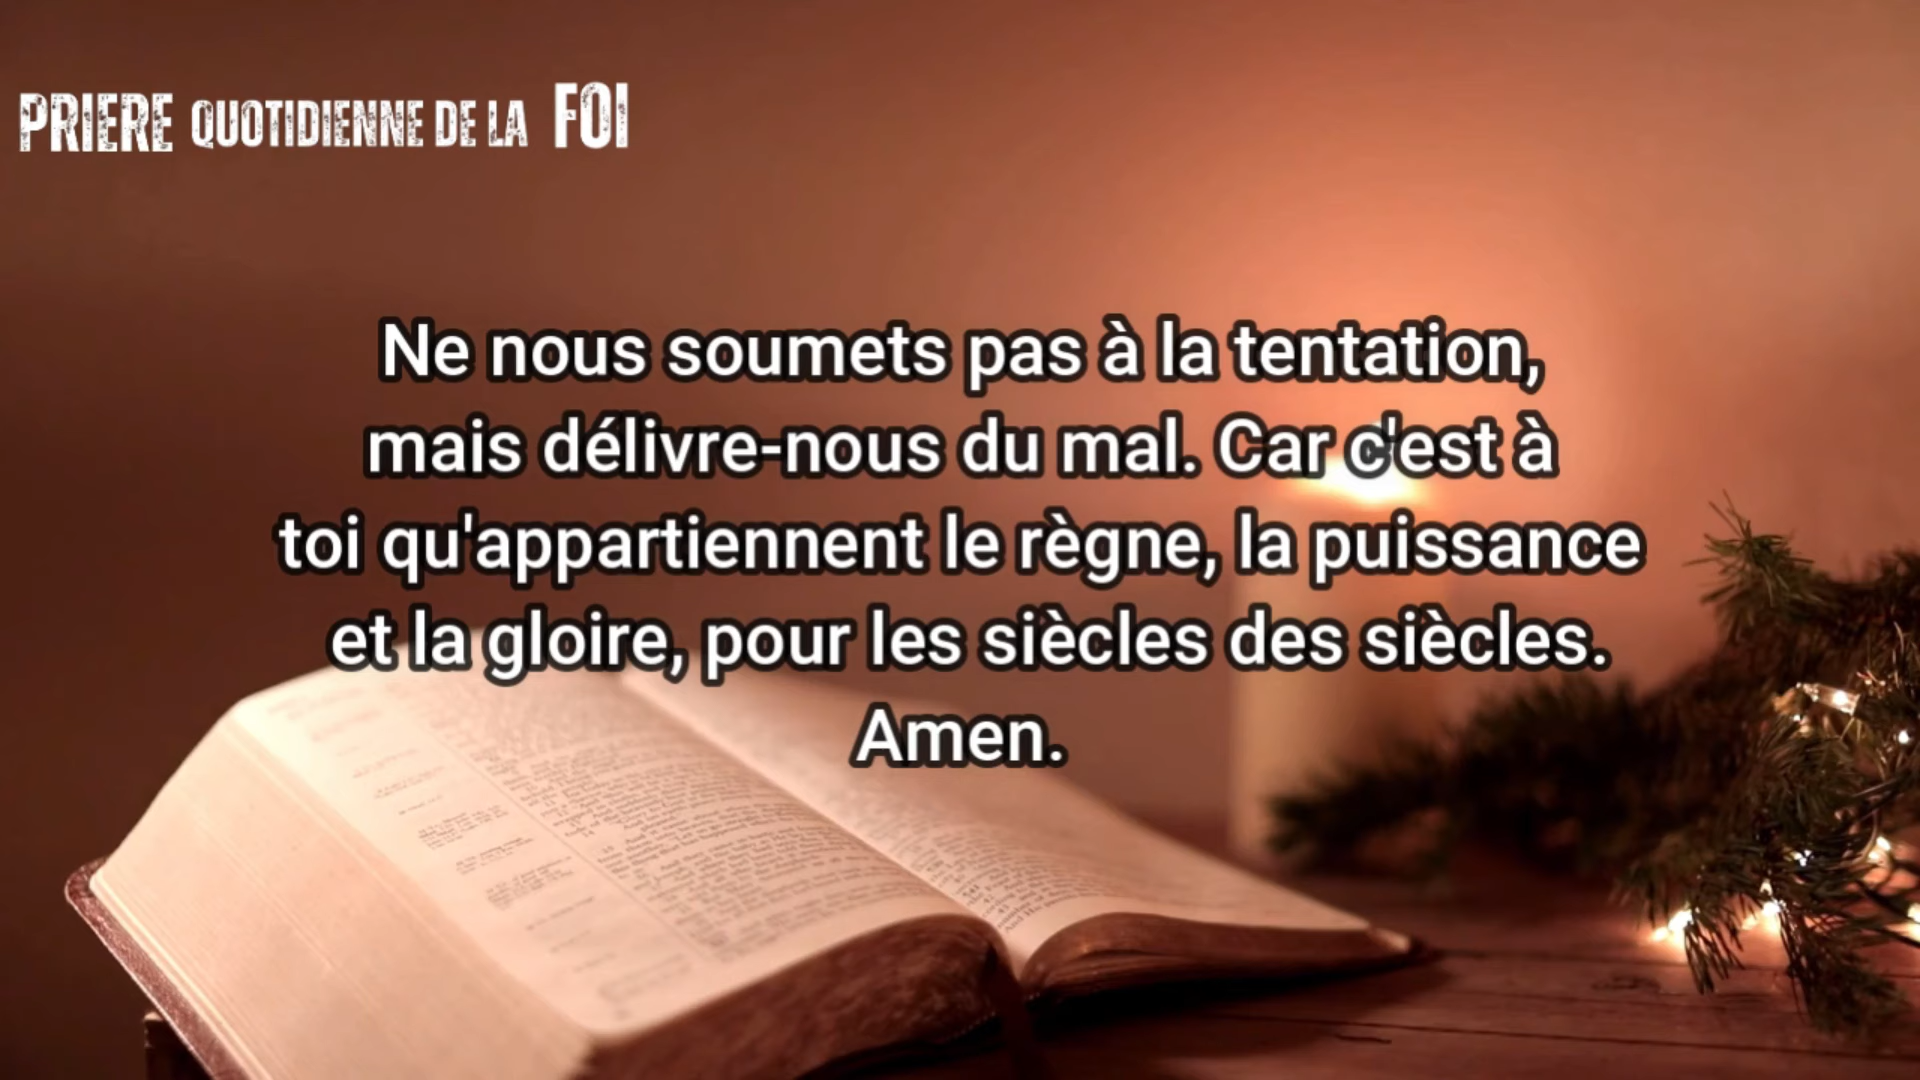 PRIERE QUOTIDIENNE DE LA FOI
Ne nous soumets pas à la tentation,
mais délivre-nous du mal. Car c'est à
toi qu'appartiennent le règne, la puissance
et la gloire, pour les siècles des siècles.
Amen.